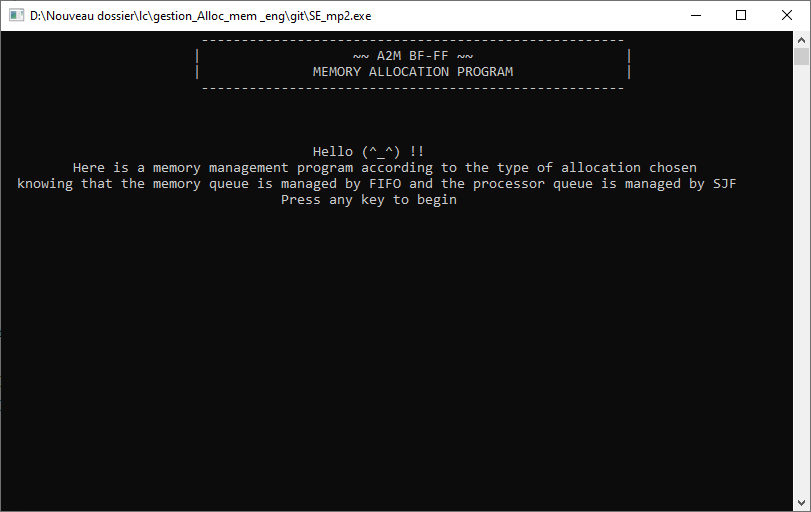 D:\Nouveau dossier\lc\gestion_Alloc_mem _eng\git\SE_mp2.exe
-----------------------------------------------------
| ~~ A2M BF-FF ~~ |
| MEMORY ALLOCATION PROGRAM |
-----------------------------------------------------
Hello (^_^) !!
Here is a memory management program according to the type of allocation chosen
knowing that the memory queue is managed by FIFO and the processor queue is managed by SJF
Press any key to begin